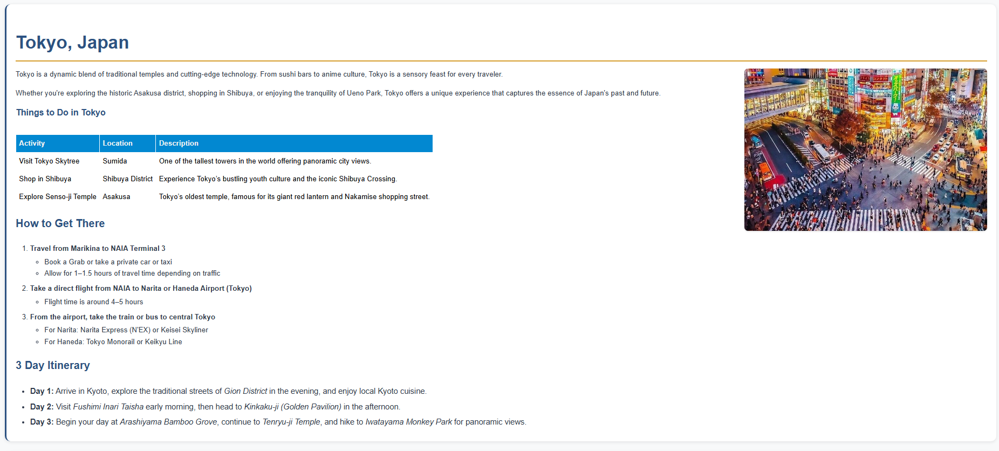 Tokyo, Japan
Tokyo is a dynamic blend of traditional temples and cutting-edge technology. From sushi bars to anime culture, Tokyo is a sensory feast for every traveler.
Whether you're exploring the historic Asakusa district, shopping in Shibuya, or enjoying the tranquility of Ueno Park, Tokyo offers a unique experience that captures the essence of Japan's past and future.
Things to Do in Tokyo
Activity Location Description
Visit Tokyo Skytree Sumida One of the tallest towers in the world offering panoramic city views.
Shop in Shibuya Shibuya District Experience Tokyo's bustling youth culture and the iconic Shibuya Crossing.
Explore Senso-ji Temple Asakusa Tokyo's oldest temple, famous for its giant red lantern and Nakamise shopping street.
How to Get There
1. Travel from Marikina to NAIA Terminal 3
Book a Grab or take a private car or taxi
Allow for 1–1.5 hours of travel time depending on traffic
2. Take a direct flight from NAIA to Narita or Haneda Airport (Tokyo)
Flight time is around 4–5 hours
3. From the airport, take the train or bus to central Tokyo
For Narita: Narita Express (N'EX) or Keisei Skyliner
For Haneda: Tokyo Monorail or Keikyu Line
3 Day Itinerary
Day 1: Arrive in Kyoto, explore the traditional streets of Gion District in the evening, and enjoy local Kyoto cuisine.
Day 2: Visit Fushimi Inari Taisha early morning, then head to Kinkaku-ji (Golden Pavilion) in the afternoon.
Day 3: Begin your day at Arashiyama Bamboo Grove, continue to Tenryu-ji Temple, and hike to Iwatayama Monkey Park for panoramic views.